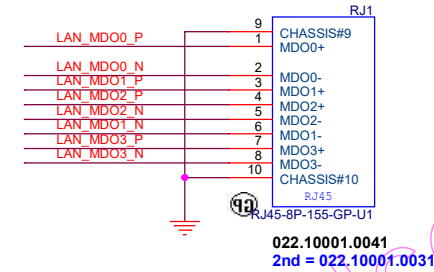 RJ1
9 CHASSIS#9
LAN_MDO0_P 1 MDO0+
LAN_MDO0_N 2 MDO0-
LAN_MDO1_P 3 MDO1+
LAN_MDO2_P 4 MDO2+
LAN_MDO2_N 5 MDO2-
LAN_MDO1_N 6 MDO1-
LAN_MDO3_P 7 MDO3+
LAN_MDO3_N 8 MDO3-
10 CHASSIS#10
RJ45
GP
RJ45-8P-155-GP-U1
022.10001.0041
2nd = 022.10001.0031